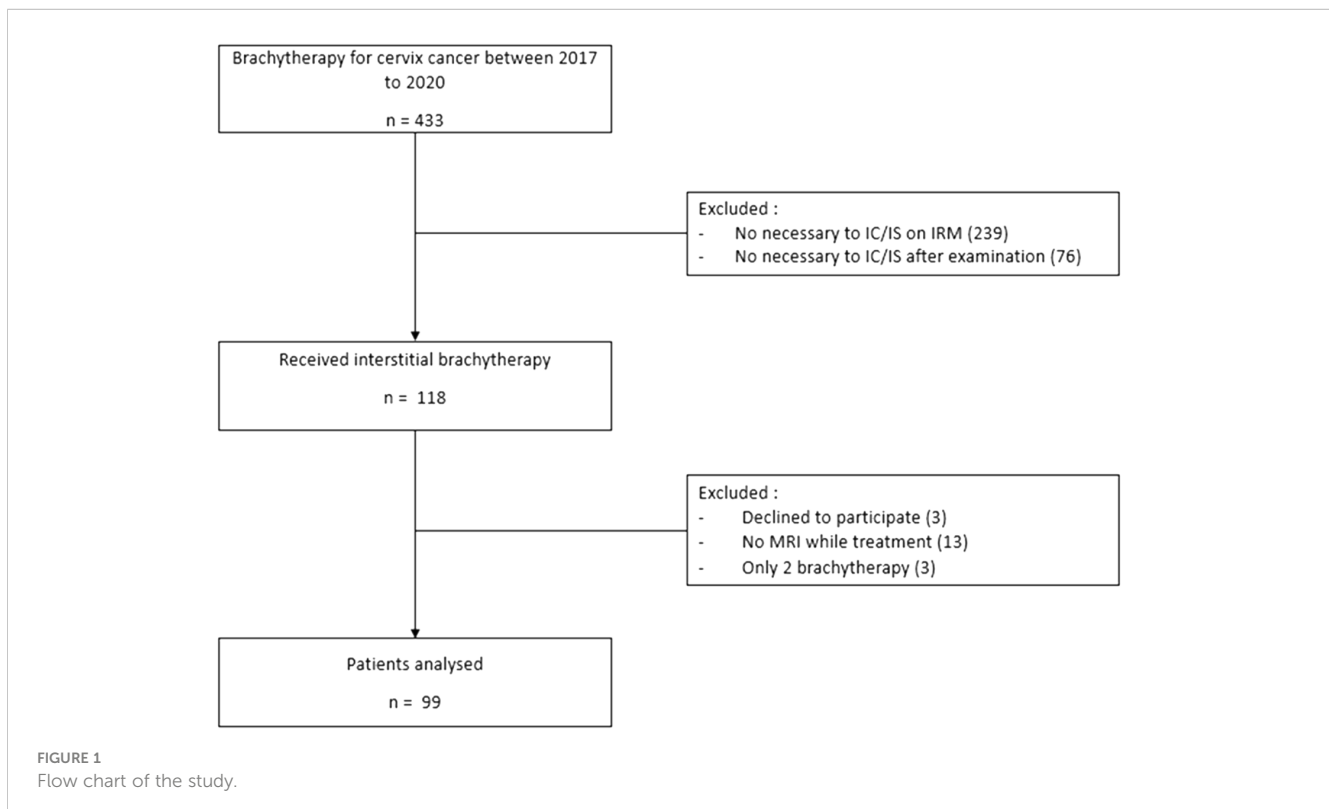 Brachytherapy for cervix cancer between 2017
to 2020
n = 433
Excluded :
- No necessary to IC/IS on IRM (239)
- No necessary to IC/IS after examination (76)
Received interstitial brachytherapy
n = 118
Excluded :
- Declined to participate (3)
- No MRI while treatment (13)
- Only 2 brachytherapy (3)
Patients analysed
n = 99
FIGURE 1
Flow chart of the study.